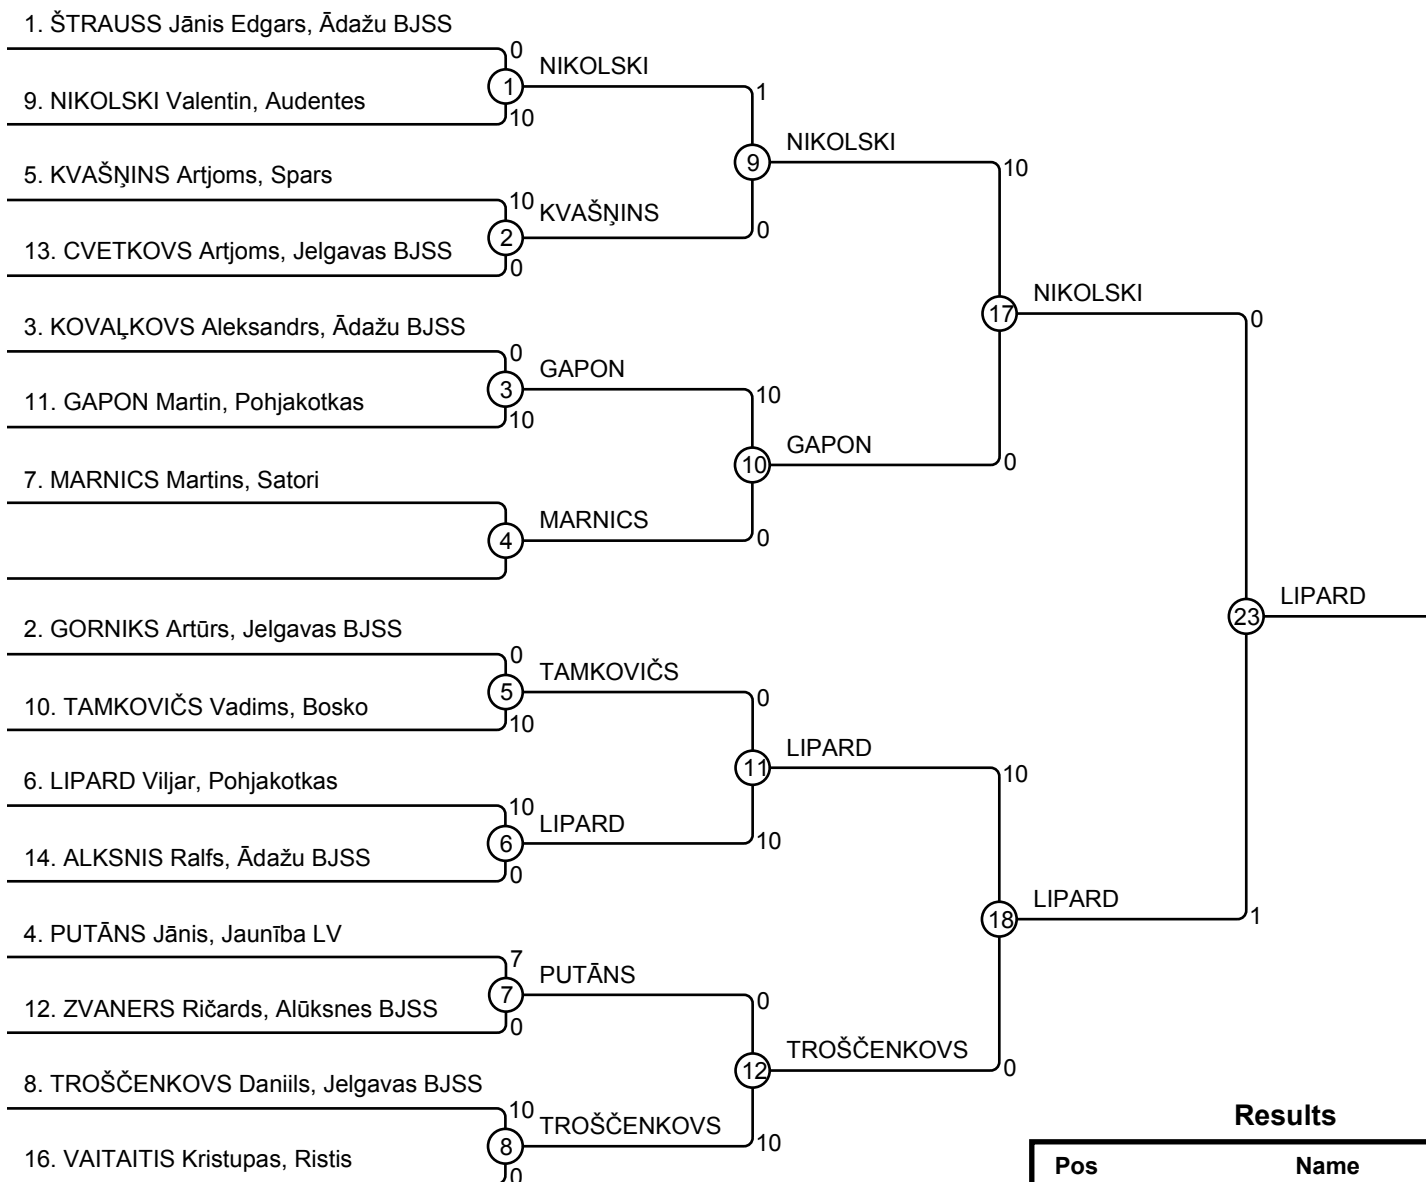 1. ŠTRAUSS Jānis Edgars, Ādažu BJSS
0
1
NIKOLSKI
9. NIKOLSKI Valentin, Audentes
10
1
9
NIKOLSKI
5. KVAŠŅINS Artjoms, Spars
10
2
KVAŠŅINS
0
13. CVETKOVS Artjoms, Jelgavas BJSS
0
10
17
NIKOLSKI
3. KOVAĻKOVS Aleksandrs, Ādažu BJSS
0
3
GAPON
11. GAPON Martin, Pohjakotkas
10
10
10
GAPON
0
7. MARNICS Martins, Satori
4
MARNICS
0
0
23
LIPARD
2. GORNIKS Artūrs, Jelgavas BJSS
0
5
TAMKOVIČS
10. TAMKOVIČS Vadims, Bosko
10
0
11
LIPARD
6. LIPARD Viljar, Pohjakotkas
10
6
LIPARD
10
14. ALKSNIS Ralfs, Ādažu BJSS
0
10
18
LIPARD
1
4. PUTĀNS Jānis, Jaunība LV
7
7
PUTĀNS
12. ZVANERS Ričards, Alūksnes BJSS
0
0
12
TROŠČENKOVS
0
8. TROŠČENKOVS Daniils, Jelgavas BJSS
10
8
TROŠČENKOVS
10
16. VAITAITIS Kristupas, Ristis
0
Results
Pos Name